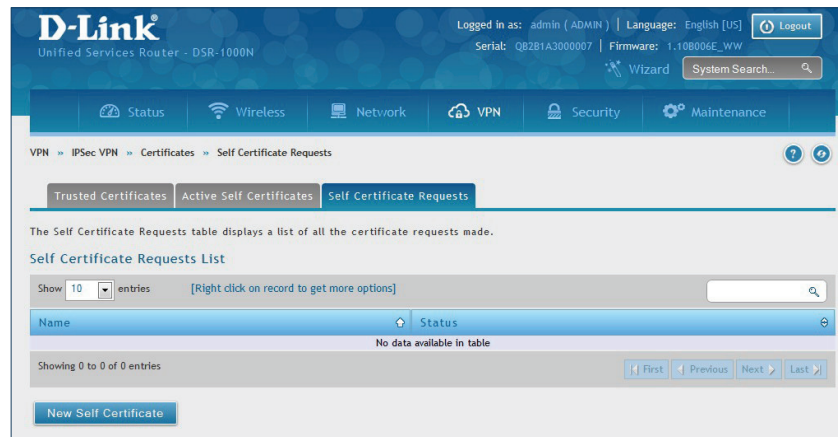 D-Link®
Unified Services Router - DSR-1000N
Logged in as: admin ( ADMIN ) | Language: English [US]
Logout
Serial: QB2B1A3000007 | Firmware: 1.10B006E_WW
Wizard
System Search...
Status
Wireless
Network
VPN
Security
Maintenance
VPN » IPSec VPN » Certificates » Self Certificate Requests
Trusted Certificates
Active Self Certificates
Self Certificate Requests
The Self Certificate Requests table displays a list of all the certificate requests made.
Self Certificate Requests List
Show 10 entries
[Right click on record to get more options]
Name
Status
No data available in table
Showing 0 to 0 of 0 entries
First
Previous
Next
Last
New Self Certificate